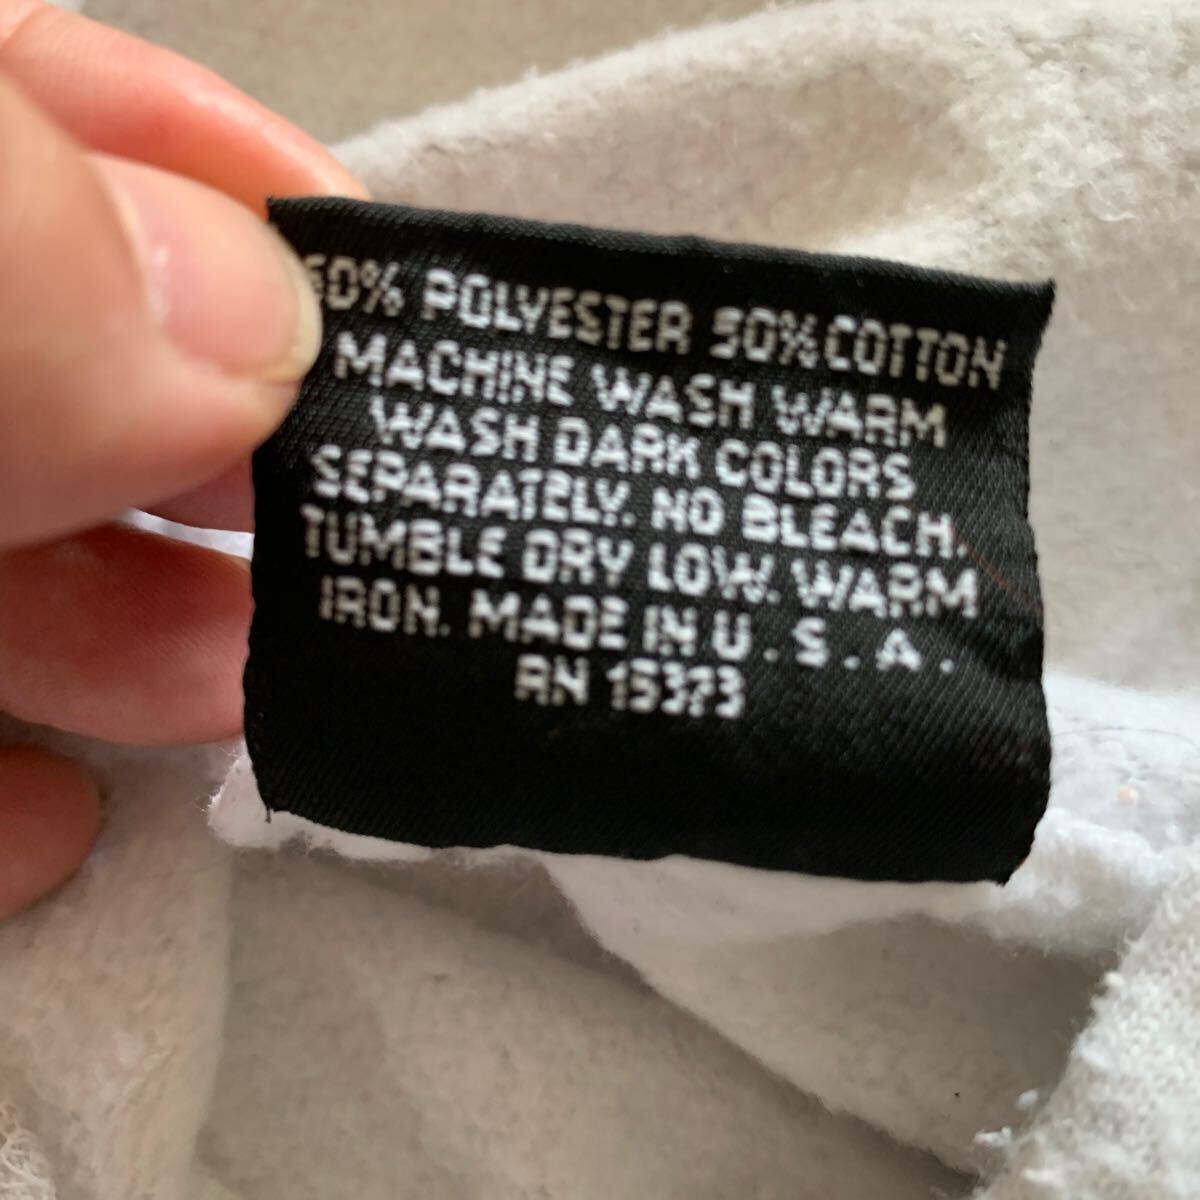 50% POLYESTER 50% COTTON
MACHINE WASH WARM
WASH DARK COLORS
SEPARATELY. NO BLEACH.
TUMBLE DRY LOW. WARM
IRON. MADE IN U.S.A.
RN 15373